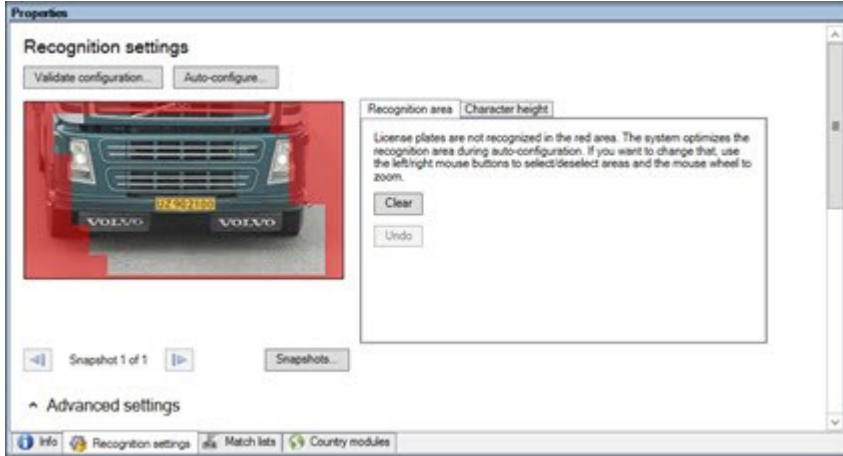 Properties
Recognition settings
Validate configuration...
Auto-configure...
Recognition area
Character height
License plates are not recognized in the red area. The system optimizes the
recognition area during auto-configuration. If you want to change that, use
the left/right mouse buttons to select/deselect areas and the mouse wheel to
zoom.
Clear
Undo
UZ 902100
VOLVO
VOLVO
Snapshot 1 of 1
Snapshots...
Advanced settings
Info
Recognition settings
Match lists
Country modules